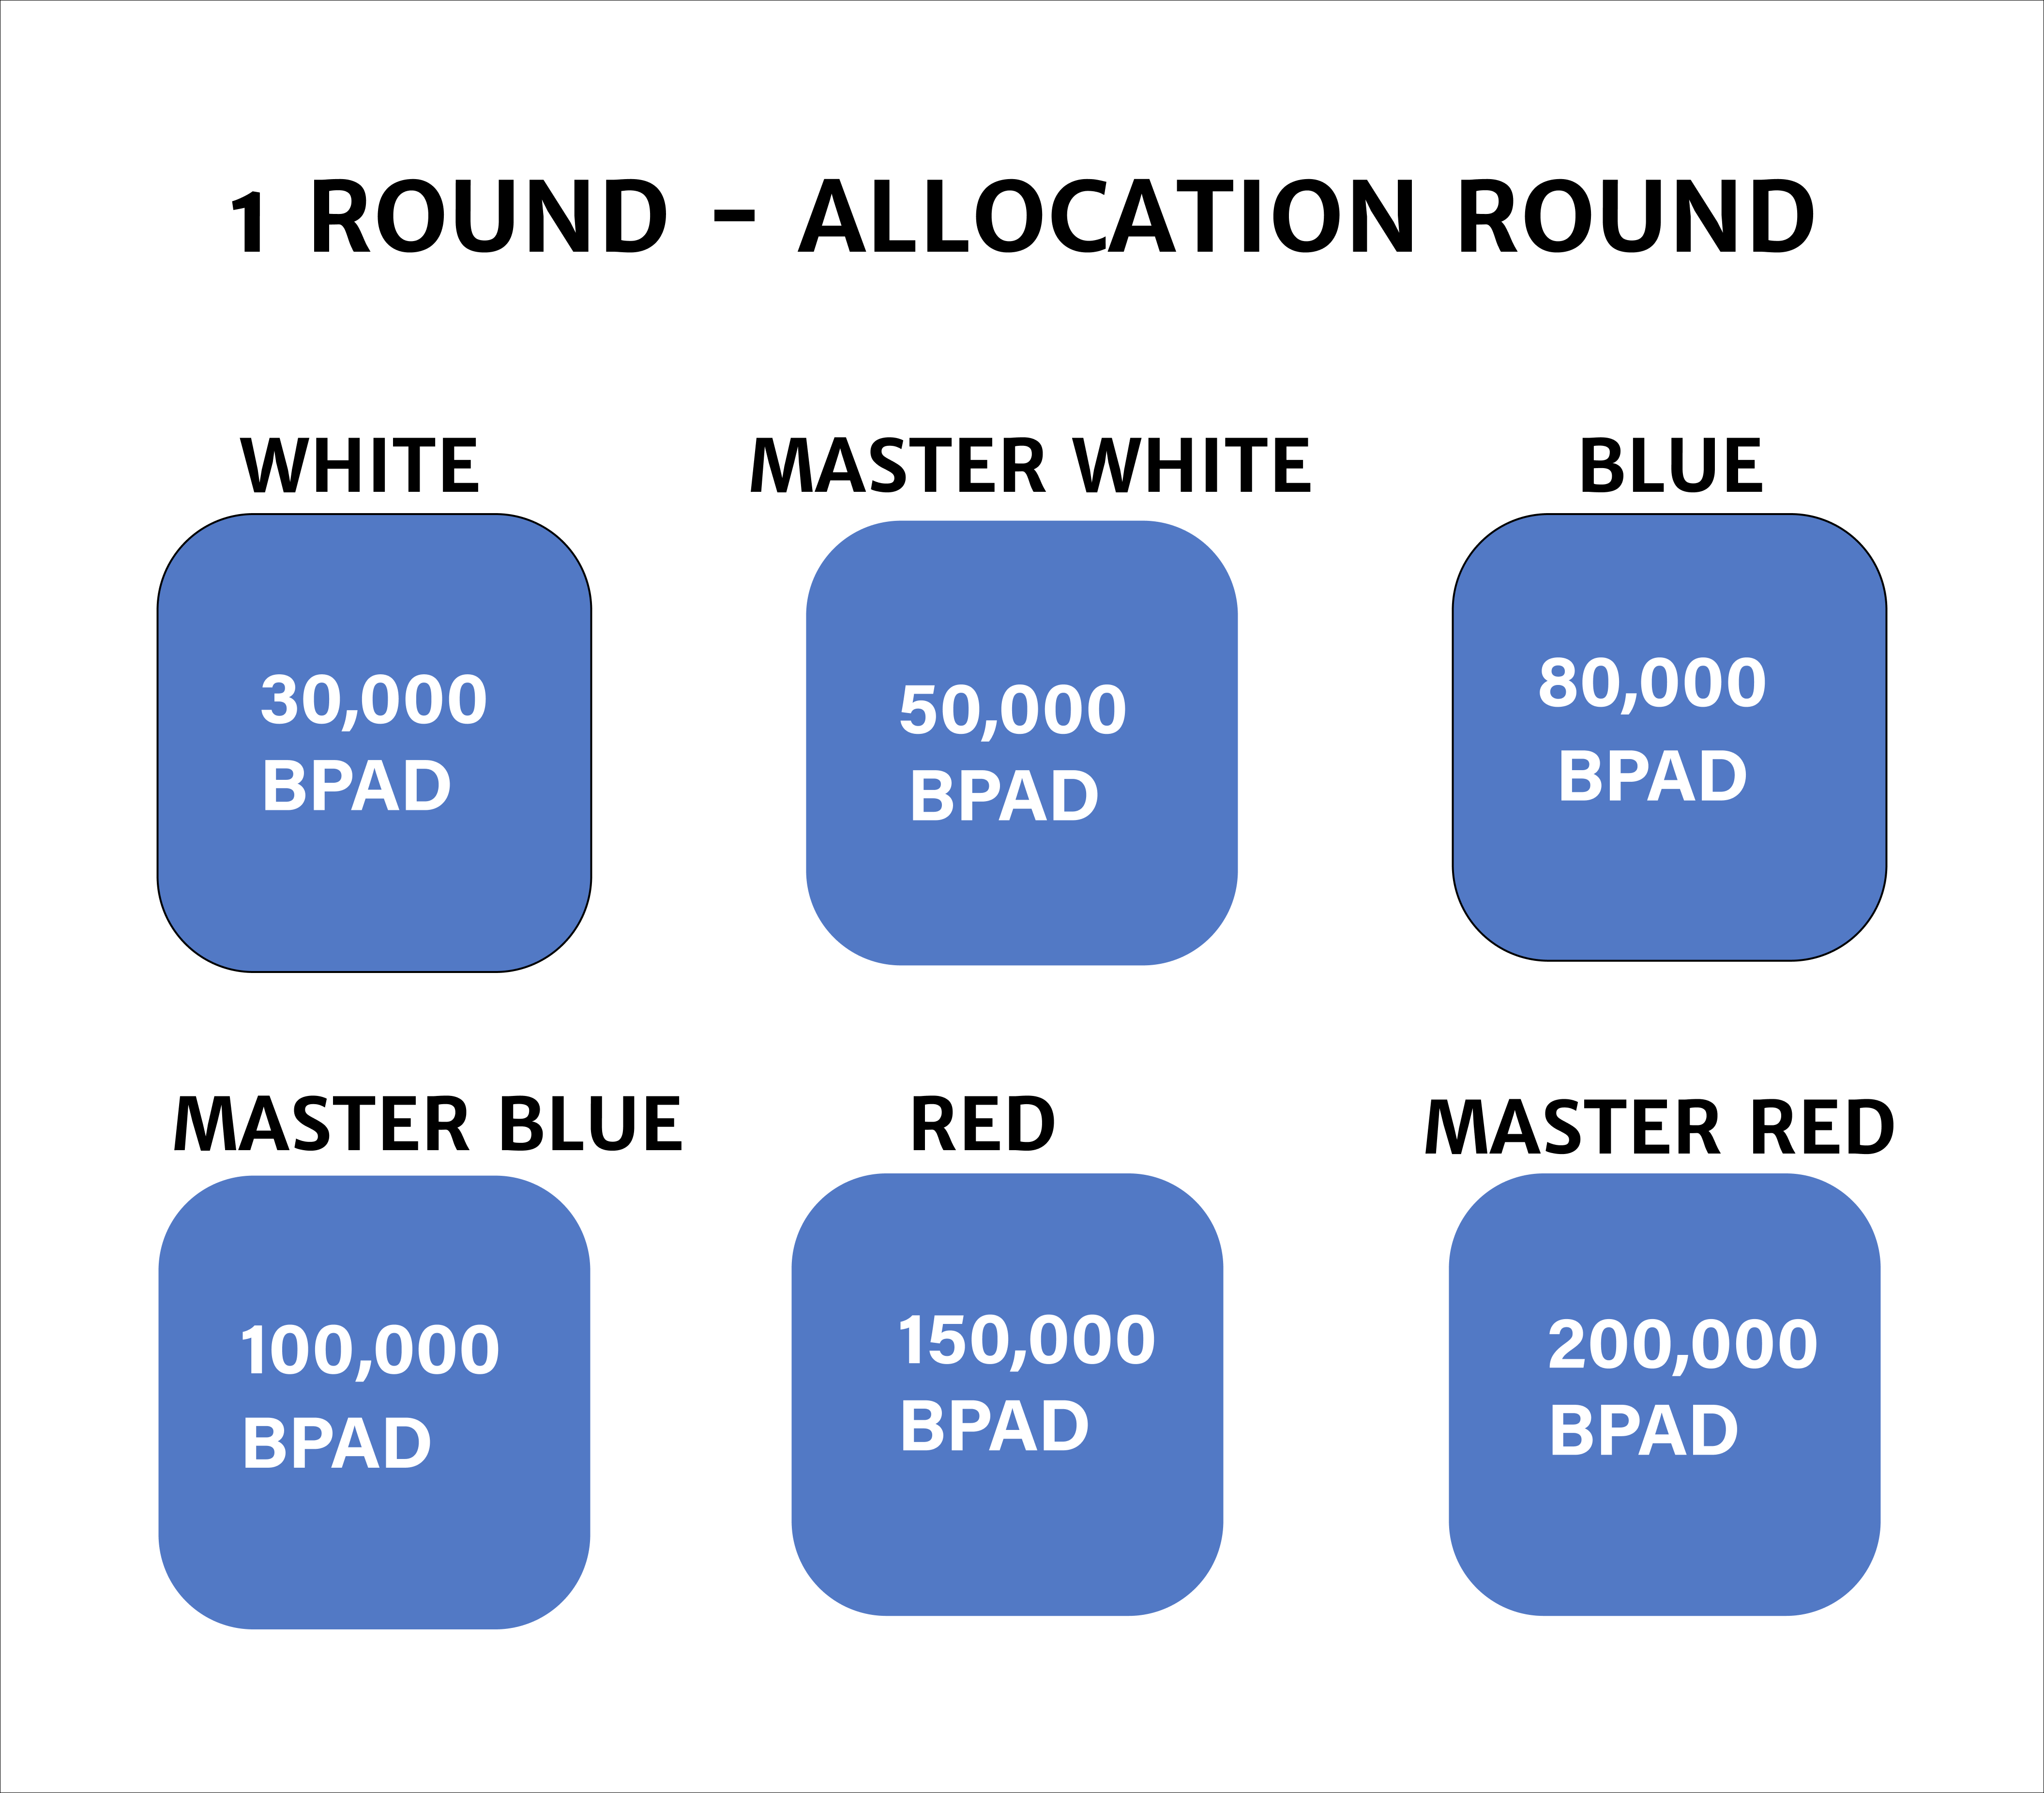 1 ROUND - ALLOCATION ROUND
WHITE
30,000
BPAD
MASTER WHITE
50,000
BPAD
BLUE
80,000
BPAD
MASTER BLUE
100,000
BPAD
RED
150,000
BPAD
MASTER RED
200,000
BPAD